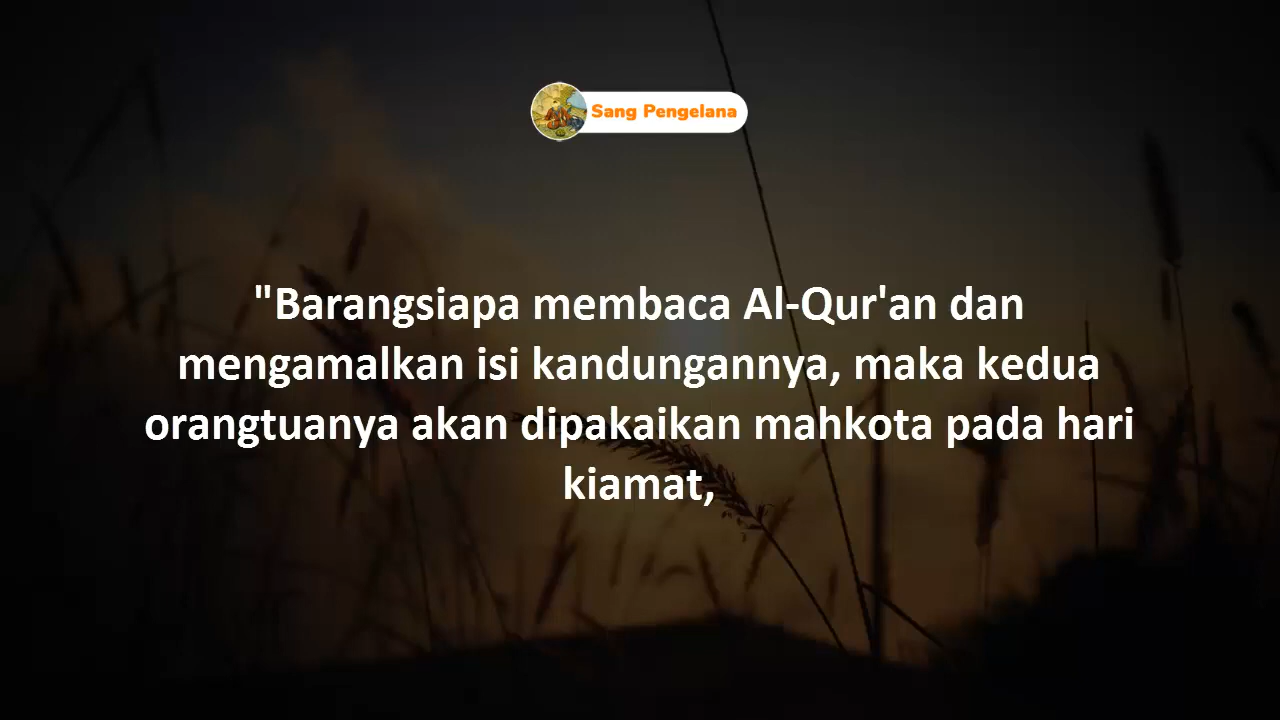 Sang Pengelana
"Barangsiapa membaca Al-Qur'an dan
mengamalkan isi kandungannya, maka kedua
orangtuanya akan dipakaikan mahkota pada hari
kiamat,